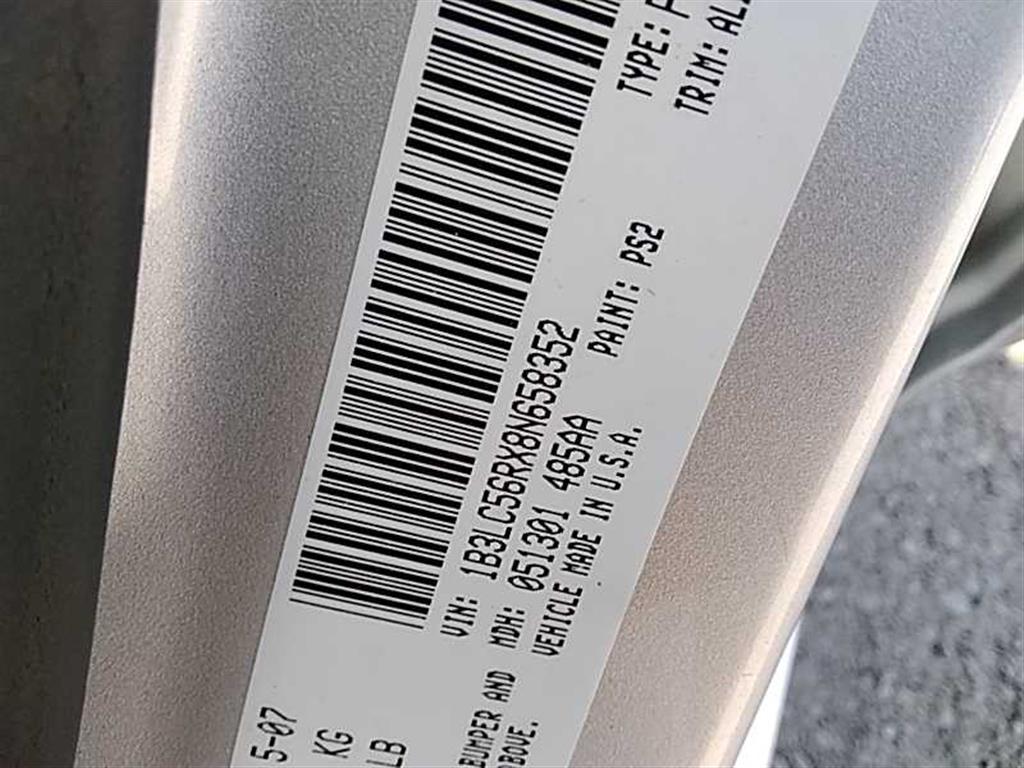 5-07
KG
LB
BUMPER AND
ABOVE.
VIN: 1B3LC56RX8N658352
MDH: 051301 485AA
VEHICLE MADE IN U.S.A.
PAINT: PS2
TYPE: P
TRIM: AL